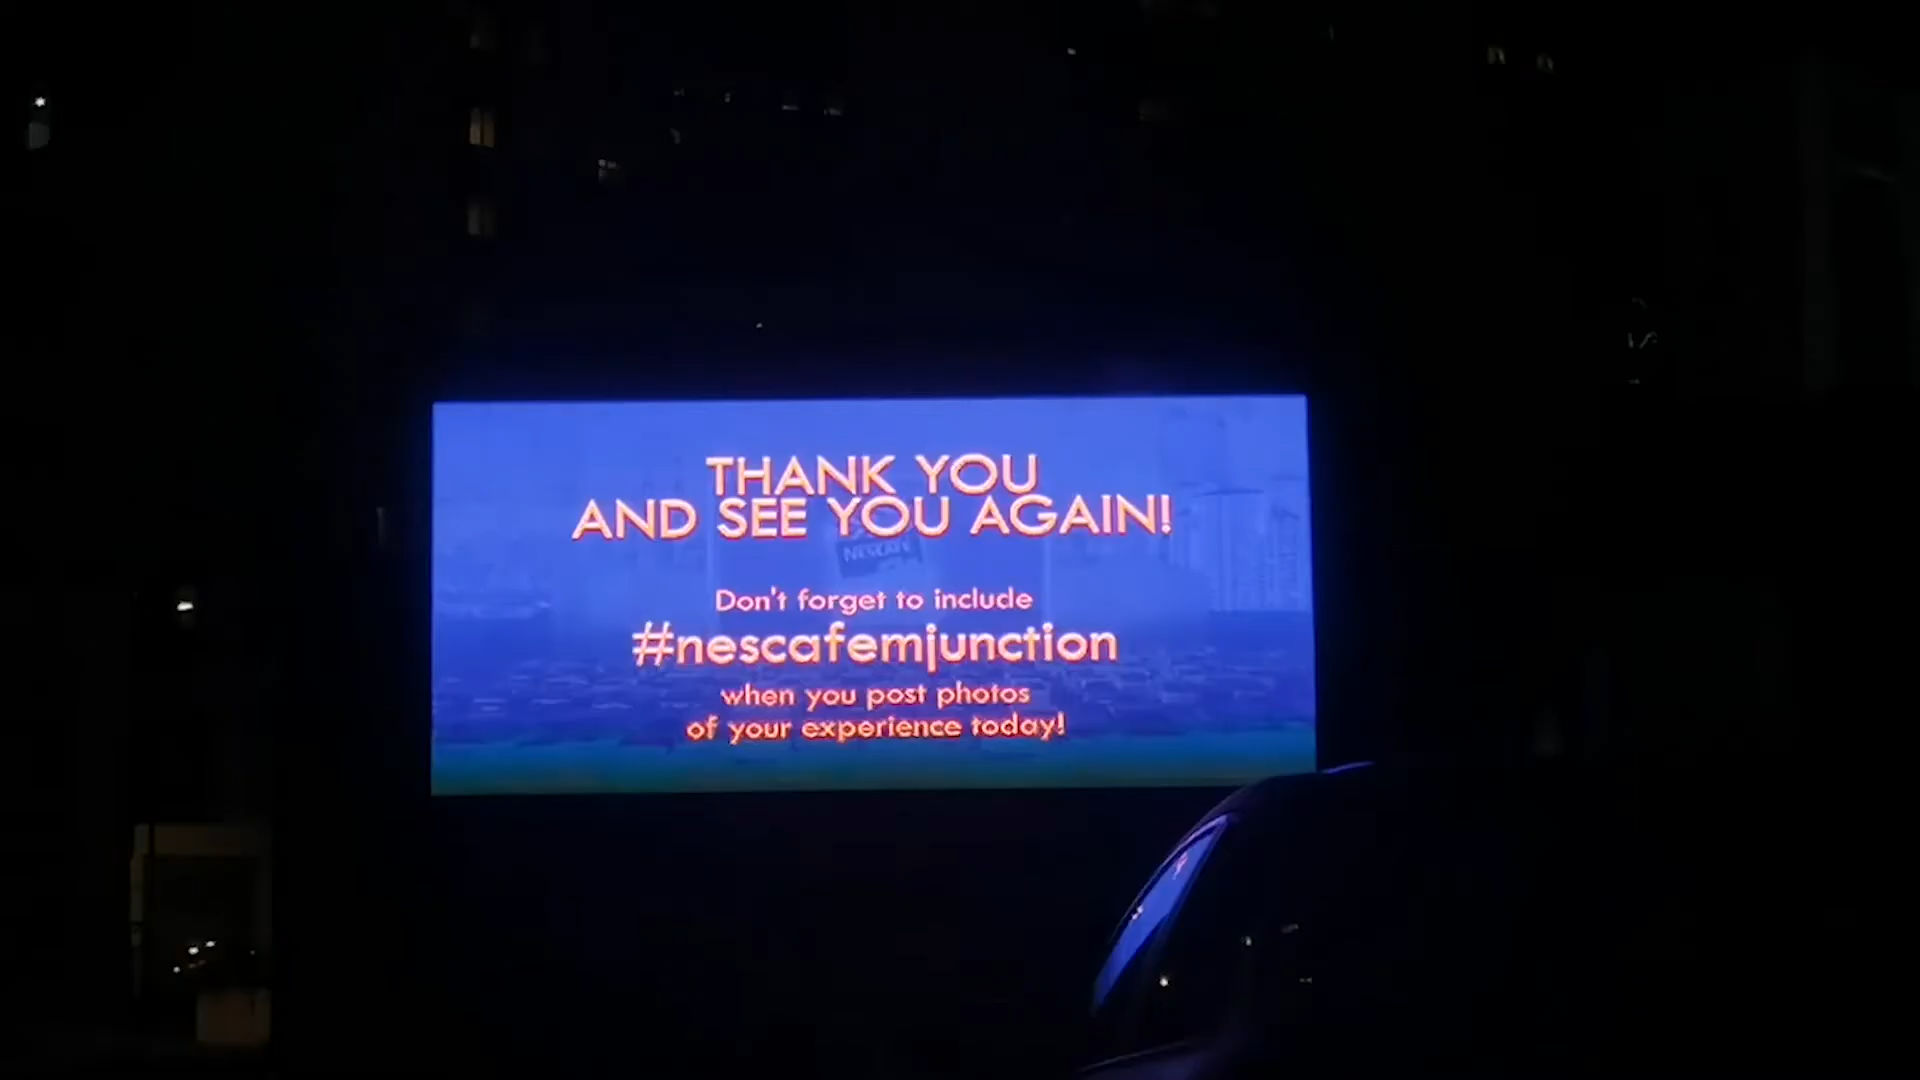 THANK YOU
AND SEE YOU AGAIN!
NESCAFÉ
Don't forget to include
#nescafemjunction
when you post photos
of your experience today!